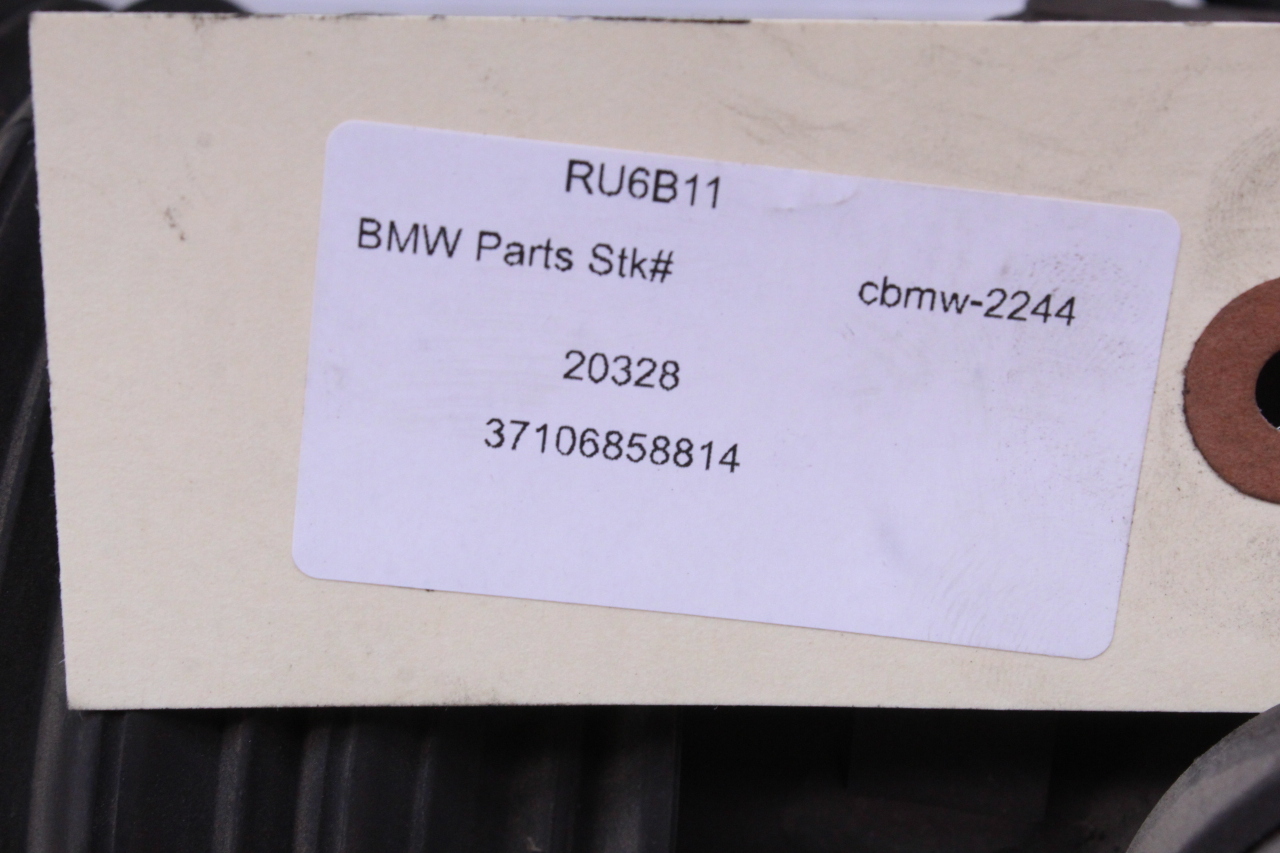 RU6B11
BMW Parts Stk#
cbmw-2244
20328
37106858814